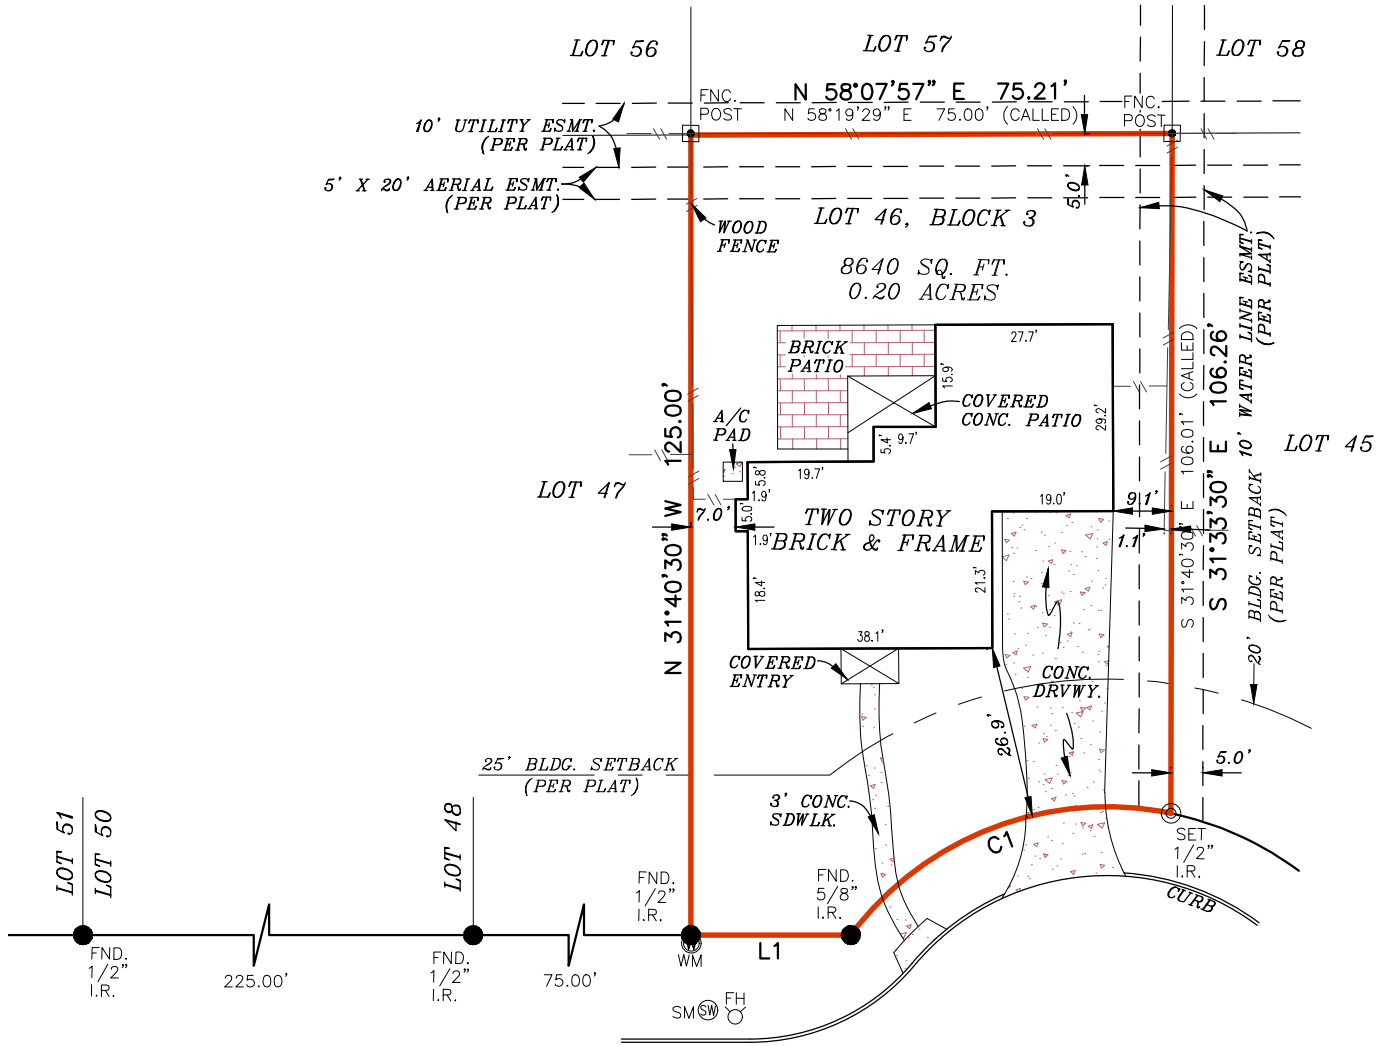 LOT 56
LOT 57
LOT 58
FNC.
POST
N 58°07'57" E 75.21'
N 58°19'29" E 75.00' (CALLED)
FNC.
POST
10' UTILITY ESMT.
(PER PLAT)
5' X 20' AERIAL ESMT.
(PER PLAT)
5.0'
WOOD
FENCE
LOT 46, BLOCK 3
8640 SQ. FT.
0.20 ACRES
10' WATER LINE ESMT.
(PER PLAT)
S 31°40'30" E 106.01' (CALLED)
S 31°33'30" E 106.26'
LOT 45
20' BLDG. SETBACK
(PER PLAT)
N 31°40'30" W 125.00'
LOT 47
BRICK
PATIO
27.7'
15.9'
COVERED
CONC. PATIO
29.2'
A/C
PAD
5.4'
9.7'
19.7'
5.8'
1.9'
5.0'
7.0'
1.9'
19.0'
9.1'
1.1'
TWO STORY
BRICK & FRAME
18.4'
21.3'
38.1'
COVERED
ENTRY
CONC.
DRVWY.
26.9'
5.0'
25' BLDG. SETBACK
(PER PLAT)
3' CONC.
SDWLK.
C1
SET
1/2"
I.R.
CURB
LOT 51
LOT 50
LOT 48
FND.
1/2"
I.R.
FND.
5/8"
I.R.
FND.
1/2"
I.R.
225.00'
FND.
1/2"
I.R.
75.00'
WM
L1
SM
SW
FH